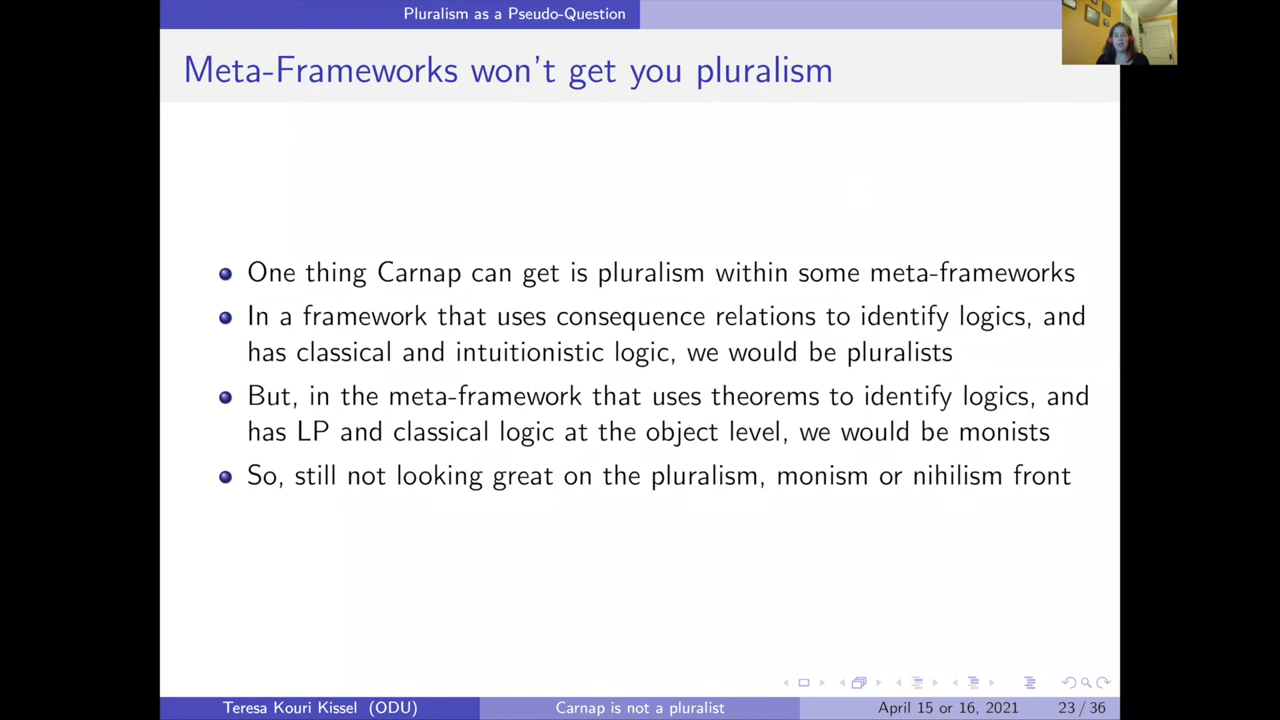 Pluralism as a Pseudo-Question
Meta-Frameworks won't get you pluralism
One thing Carnap can get is pluralism within some meta-frameworks
In a framework that uses consequence relations to identify logics, and
has classical and intuitionistic logic, we would be pluralists
But, in the meta-framework that uses theorems to identify logics, and
has LP and classical logic at the object level, we would be monists
So, still not looking great on the pluralism, monism or nihilism front
Teresa Kouri Kissel (ODU)
Carnap is not a pluralist
April 15 or 16, 2021
23 / 36